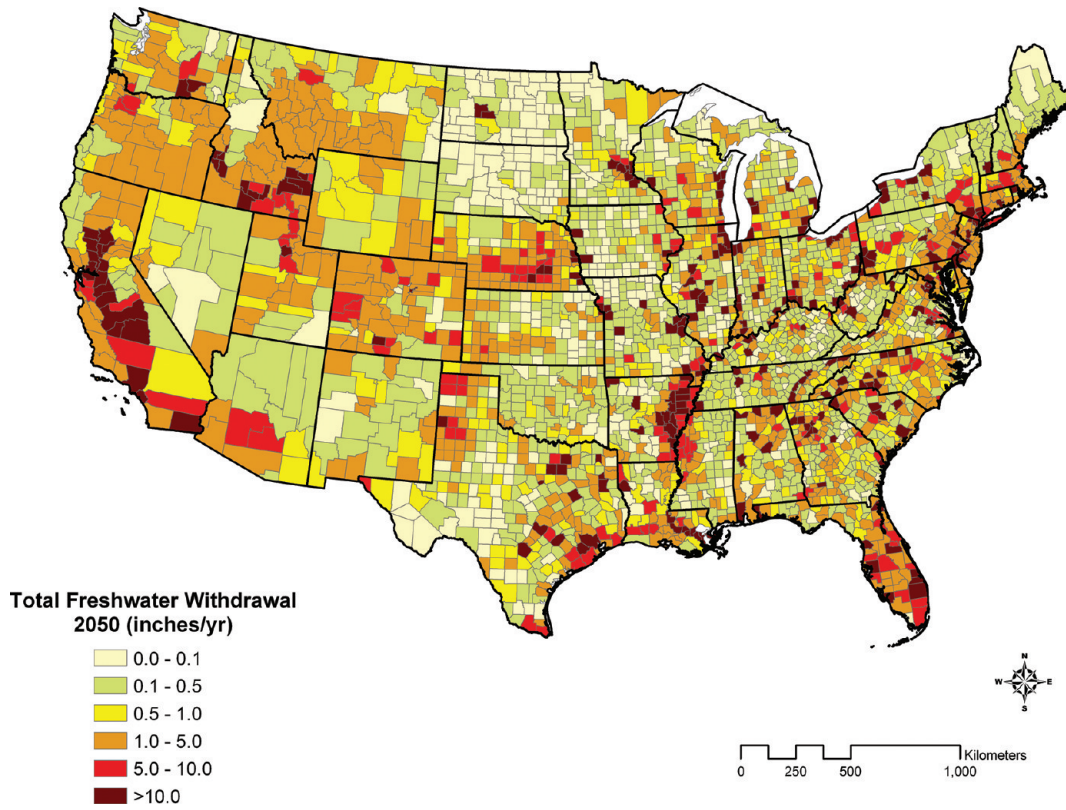 Total Freshwater Withdrawal
2050 (inches/yr)
0.0 - 0.1
0.1 - 0.5
0.5 - 1.0
1.0 - 5.0
5.0 - 10.0
>10.0
N
W E
S
Kilometers
0 250 500 1,000